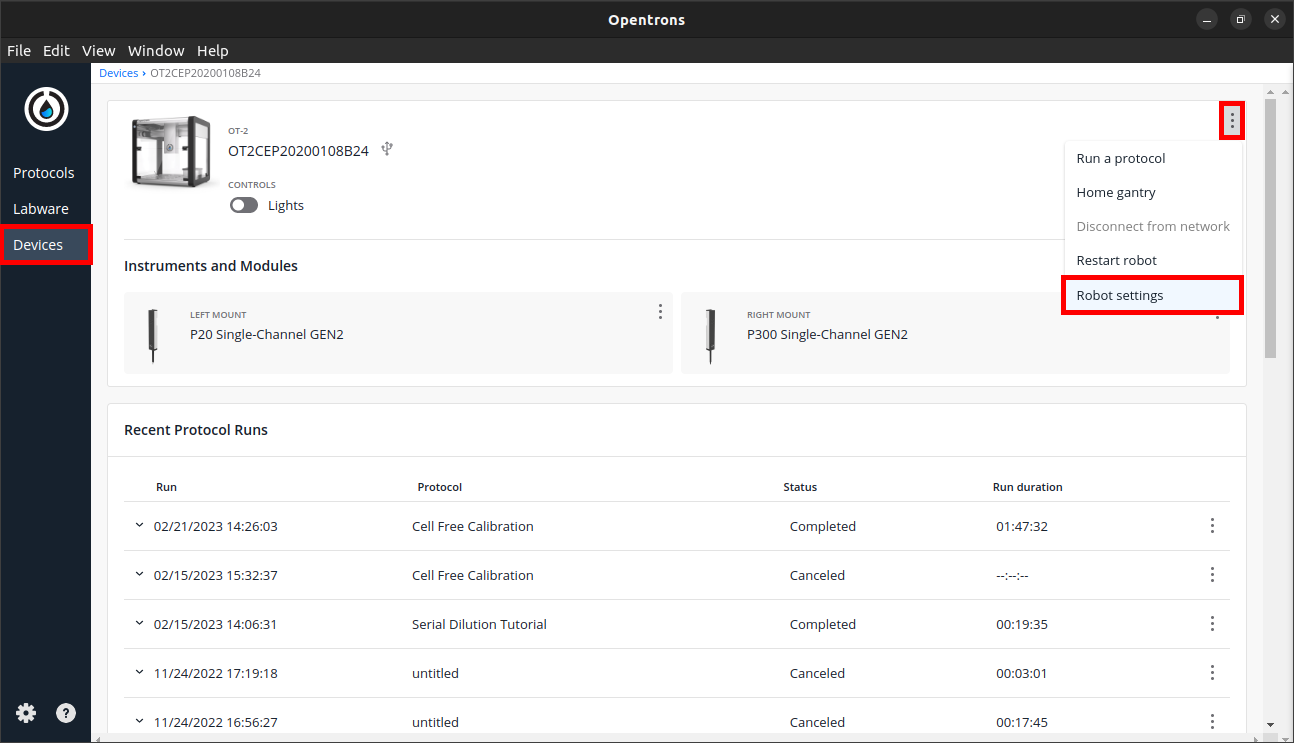 Opentrons
File Edit View Window Help
Devices › OT2CEP20200108B24
OT-2
OT2CEP20200108B24
CONTROLS
Lights
Protocols
Labware
Devices
Run a protocol
Home gantry
Disconnect from network
Restart robot
Robot settings
Instruments and Modules
LEFT MOUNT
P20 Single-Channel GEN2
RIGHT MOUNT
P300 Single-Channel GEN2
Recent Protocol Runs
Run Protocol Status Run duration
02/21/2023 14:26:03 Cell Free Calibration Completed 01:47:32
02/15/2023 15:32:37 Cell Free Calibration Canceled --:--:--
02/15/2023 14:06:31 Serial Dilution Tutorial Completed 00:19:35
11/24/2022 17:19:18 untitled Canceled 00:03:01
11/24/2022 16:56:27 untitled Canceled 00:17:45
?